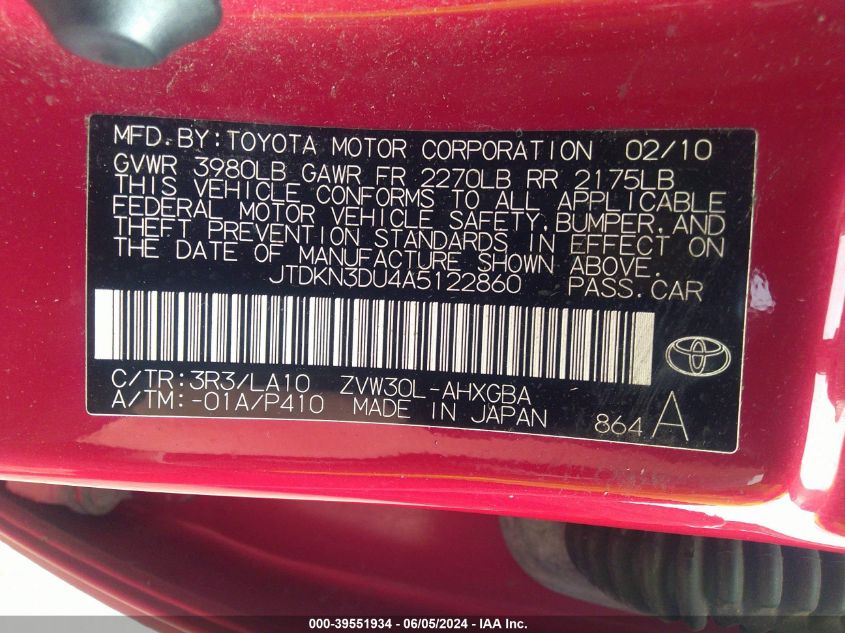 MFD.BY:TOYOTA MOTOR CORPORATION 02/10
GVWR 3980LB GAWR FR 2270LB RR 2175LB
THIS VEHICLE CONFORMS TO ALL APPLICABLE
FEDERAL MOTOR VEHICLE SAFETY,BUMPER,AND
THEFT PREVENTION STANDARDS IN EFFECT ON
THE DATE OF MANUFACTURE SHOWN ABOVE.
JTDKN3DU4A5122860 PASS.CAR
C/TR:3R3/LA10 ZVW30L-AHXGBA
A/TM:-01A/P410 MADE IN JAPAN 864 A
000-39551934 - 06/05/2024 - IAA Inc.